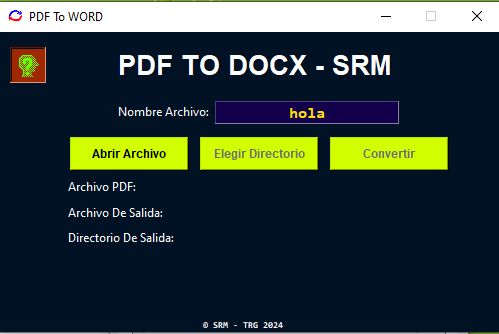 PDF To WORD
PDF TO DOCX - SRM
Nombre Archivo: hola
Abrir Archivo Elegir Directorio Convertir
Archivo PDF:
Archivo De Salida:
Directorio De Salida:
© SRM - TRG 2024